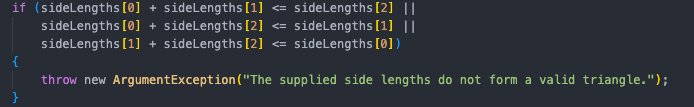 if (sideLengths[0] + sideLengths[1] <= sideLengths[2] ||
    sideLengths[0] + sideLengths[2] <= sideLengths[1] ||
    sideLengths[1] + sideLengths[2] <= sideLengths[0])
{
    throw new ArgumentException("The supplied side lengths do not form a valid triangle.");
}